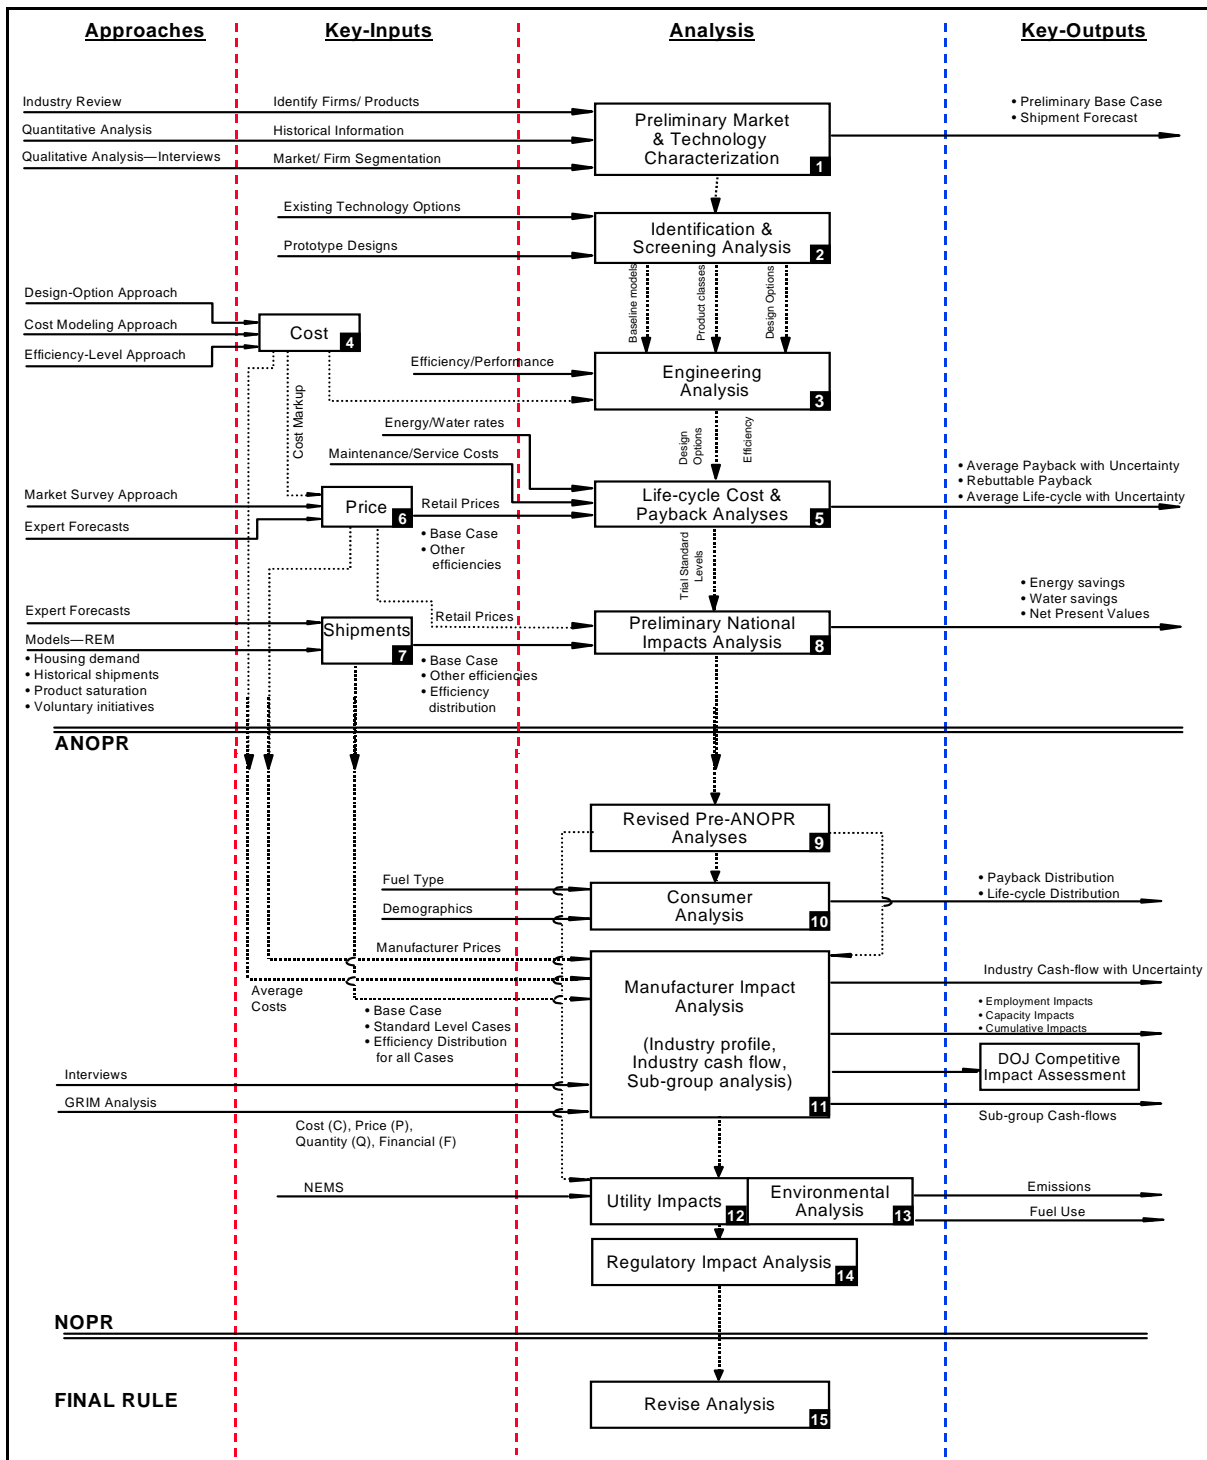 Approaches
Key-Inputs
Analysis
Key-Outputs
Industry Review
Identify Firms/ Products
Quantitative Analysis
Historical Information
Qualitative Analysis—Interviews
Market/ Firm Segmentation
Preliminary Market
& Technology
Characterization
1
• Preliminary Base Case
• Shipment Forecast
Existing Technology Options
Prototype Designs
Identification &
Screening Analysis
2
Baseline models
Product classes
Design Options
Design-Option Approach
Cost Modeling Approach
Efficiency-Level Approach
Cost
4
Efficiency/Performance
Engineering
Analysis
3
Cost Markup
Energy/Water rates
Maintenance/Service Costs
Design
Options
Efficiency
Market Survey Approach
Expert Forecasts
Price
6
Retail Prices
• Base Case
• Other
efficiencies
Life-cycle Cost &
Payback Analyses
5
• Average Payback with Uncertainty
• Rebuttable Payback
• Average Life-cycle with Uncertainty
Trial Standard
Levels
Expert Forecasts
Models—REM
• Housing demand
• Historical shipments
• Product saturation
• Voluntary initiatives
Shipments
7
Retail Prices
• Base Case
• Other efficiencies
• Efficiency
distribution
Preliminary National
Impacts Analysis
8
• Energy savings
• Water savings
• Net Present Values
ANOPR
Revised Pre-ANOPR
Analyses
9
Fuel Type
Demographics
Consumer
Analysis
10
• Payback Distribution
• Life-cycle Distribution
Manufacturer Prices
Average
Costs
• Base Case
• Standard Level Cases
• Efficiency Distribution
for all Cases
Interviews
GRIM Analysis
Cost (C), Price (P),
Quantity (Q), Financial (F)
Manufacturer Impact
Analysis
(Industry profile,
Industry cash flow,
Sub-group analysis)
11
Industry Cash-flow with Uncertainty
• Employment Impacts
• Capacity Impacts
• Cumulative Impacts
DOJ Competitive
Impact Assessment
Sub-group Cash-flows
NEMS
Utility Impacts
12
Environmental
Analysis
13
Emissions
Fuel Use
Regulatory Impact Analysis
14
NOPR
FINAL RULE
Revise Analysis
15